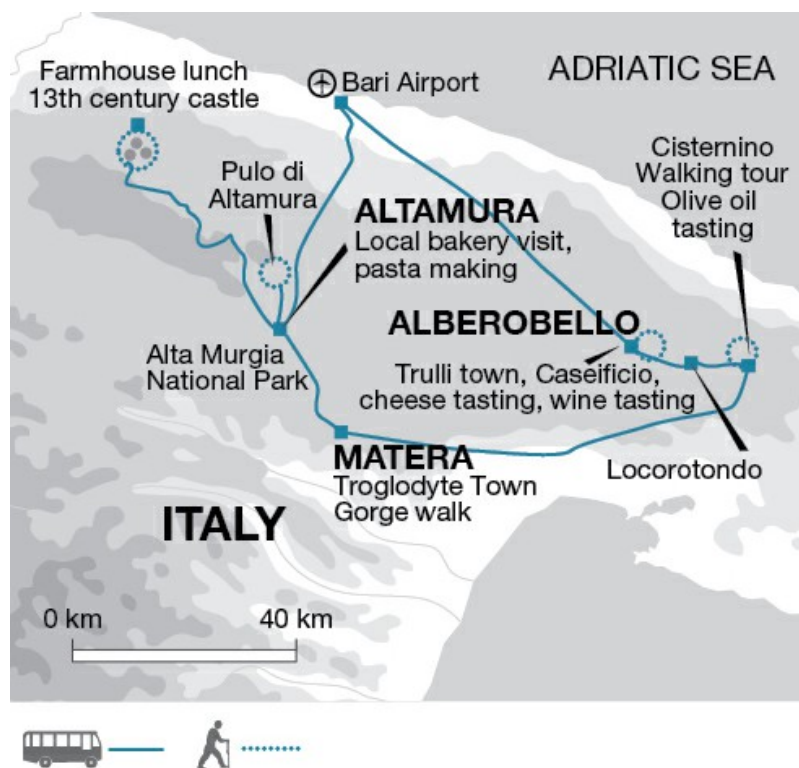 Farmhouse lunch
13th century castle
Bari Airport
ADRIATIC SEA
Pulo di
Altamura
Cisternino
Walking tour
Olive oil
tasting
ALTAMURA
Local bakery visit,
pasta making
ALBEROBELLO
Alta Murgia
National Park
Trulli town, Caseificio,
cheese tasting, wine tasting
MATERA
Troglodyte Town
Gorge walk
Locorotondo
ITALY
0 km
40 km